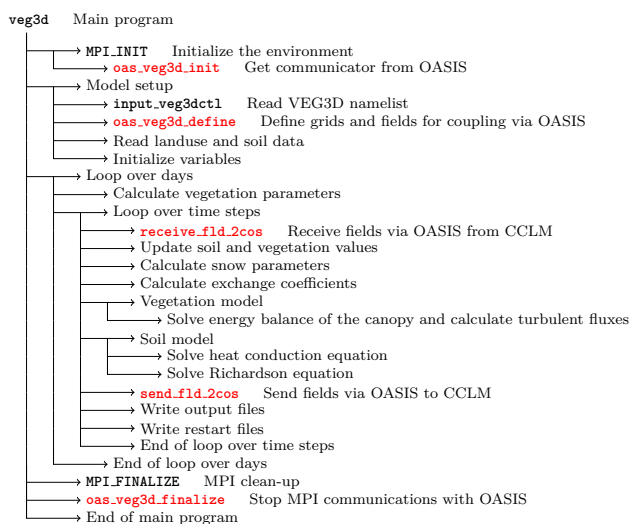 veg3d Main program
MPI_INIT Initialize the environment
oas_veg3d_init Get communicator from OASIS
Model setup
input_veg3dctl Read VEG3D namelist
oas_veg3d_define Define grids and fields for coupling via OASIS
Read landuse and soil data
Initialize variables
Loop over days
Calculate vegetation parameters
Loop over time steps
receive_fld_2cos Receive fields via OASIS from CCLM
Update soil and vegetation values
Calculate snow parameters
Calculate exchange coefficients
Vegetation model
Solve energy balance of the canopy and calculate turbulent fluxes
Soil model
Solve heat conduction equation
Solve Richardson equation
send_fld_2cos Send fields via OASIS to CCLM
Write output files
Write restart files
End of loop over time steps
End of loop over days
MPI_FINALIZE MPI clean-up
oas_veg3d_finalize Stop MPI communications with OASIS
End of main program